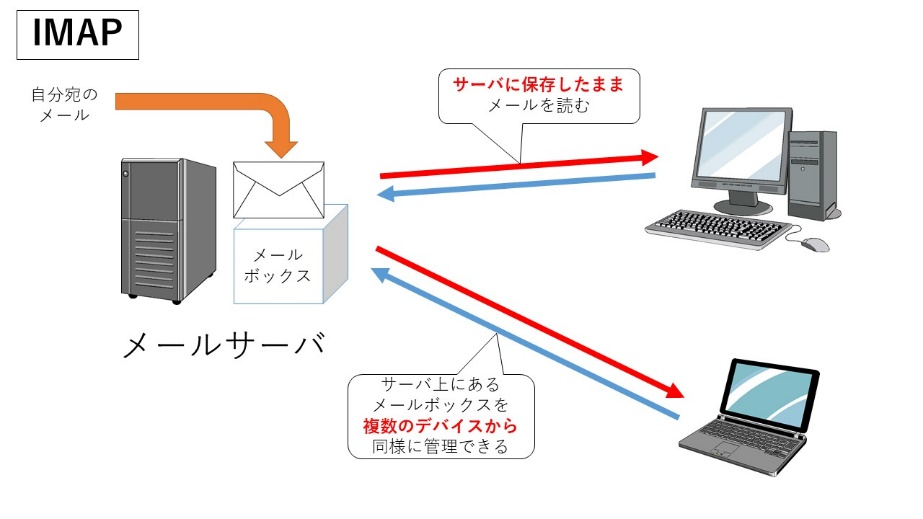 IMAP
自分宛の
メール
サーバに保存したまま
メールを読む
メール
ボックス
メールサーバ
サーバ上にある
メールボックスを
複数のデバイスから
同様に管理できる